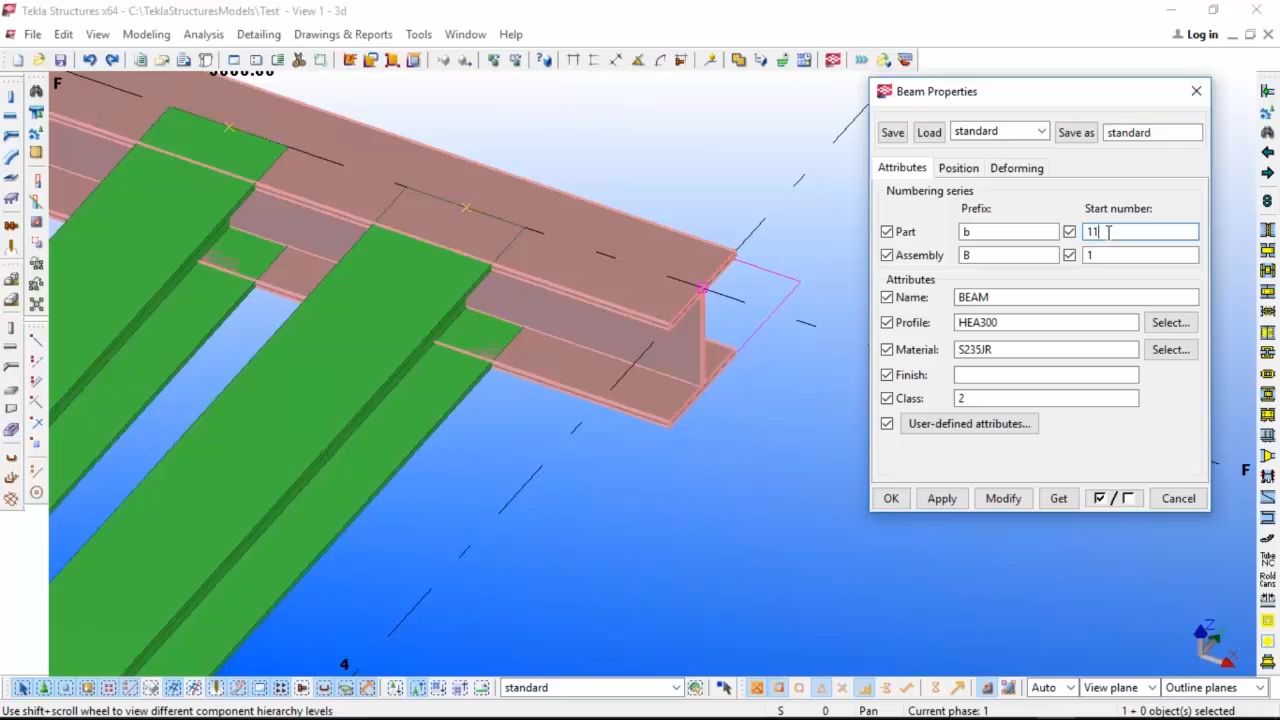 Tekla Structures x64 - C:\TeklaStructuresModels\Test - View 1 - 3d
File Edit View Modeling Analysis Detailing Drawings & Reports Tools Window Help
Log in
F
Beam Properties
Save Load standard Save as standard
Attributes Position Deforming
Numbering series
Prefix: Start number:
Part b 11
Assembly B 1
Attributes
Name: BEAM
Profile: HEA300 Select...
Material: S235JR Select...
Finish:
Class: 2
User-defined attributes...
F
OK Apply Modify Get / Cancel
Tube
NC
Rold
Cans
Z
4
standard Auto View plane Outline planes
Use shift+scroll wheel to view different component hierarchy levels S 0 Pan Current phase: 1 1 + 0 object(s) selected